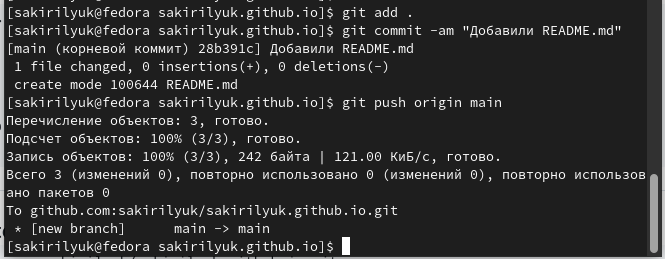 [sakirilyuk@fedora sakirilyuk.github.io]$ git add .
[sakirilyuk@fedora sakirilyuk.github.io]$ git commit -am "Добавили README.md"
[main (корневой коммит) 28b391c] Добавили README.md
 1 file changed, 0 insertions(+), 0 deletions(-)
 create mode 100644 README.md
[sakirilyuk@fedora sakirilyuk.github.io]$ git push origin main
Перечисление объектов: 3, готово.
Подсчет объектов: 100% (3/3), готово.
Запись объектов: 100% (3/3), 242 байта | 121.00 КиБ/с, готово.
Всего 3 (изменений 0), повторно использовано 0 (изменений 0), повторно использов
ано пакетов 0
To github.com:sakirilyuk/sakirilyuk.github.io.git
 * [new branch]      main -> main
[sakirilyuk@fedora sakirilyuk.github.io]$